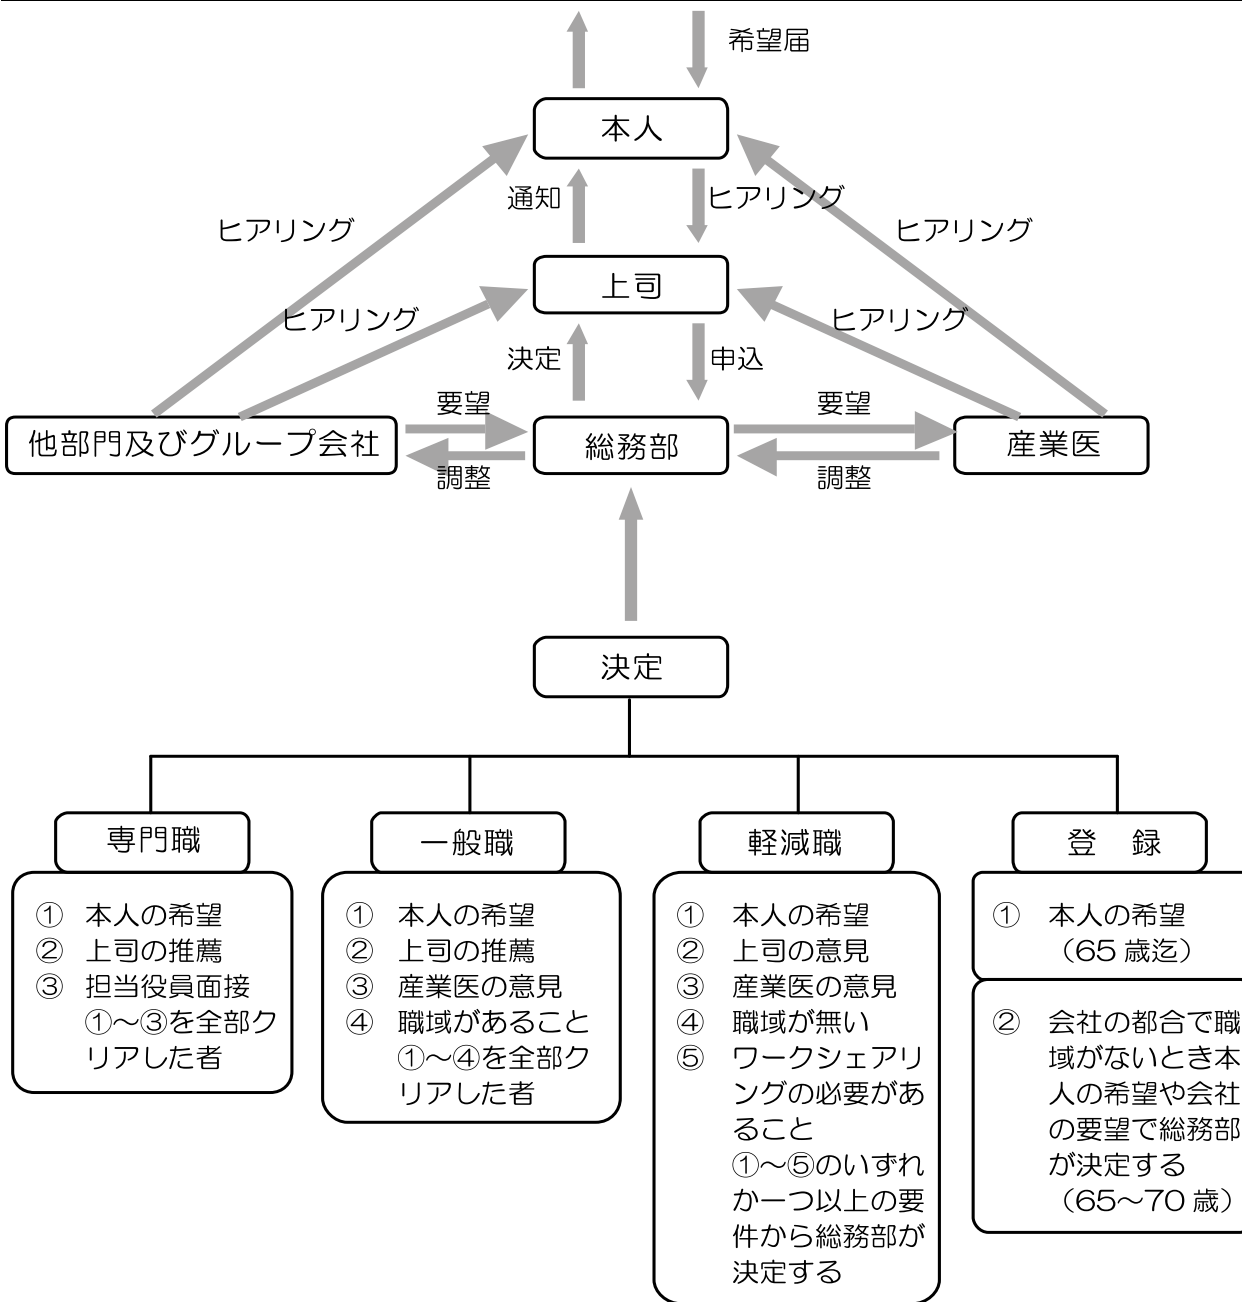 希望届
本人
通知
ヒアリング
ヒアリング
ヒアリング
上司
ヒアリング
ヒアリング
決定
申込
要望
要望
他部門及びグループ会社
総務部
産業医
調整
調整
決定
専門職
① 本人の希望
② 上司の推薦
③ 担当役員面接
①～③を全部ク
リアした者
一般職
① 本人の希望
② 上司の推薦
③ 産業医の意見
④ 職域があること
①～④を全部ク
リアした者
軽減職
① 本人の希望
② 上司の意見
③ 産業医の意見
④ 職域が無い
⑤ ワークシェアリ
ングの必要があ
ること
①～⑤のいずれ
か一つ以上の要
件から総務部が
決定する
登　録
① 本人の希望
（65 歳迄）
② 会社の都合で職
域がないとき本
人の希望や会社
の要望で総務部
が決定する
（65～70 歳）